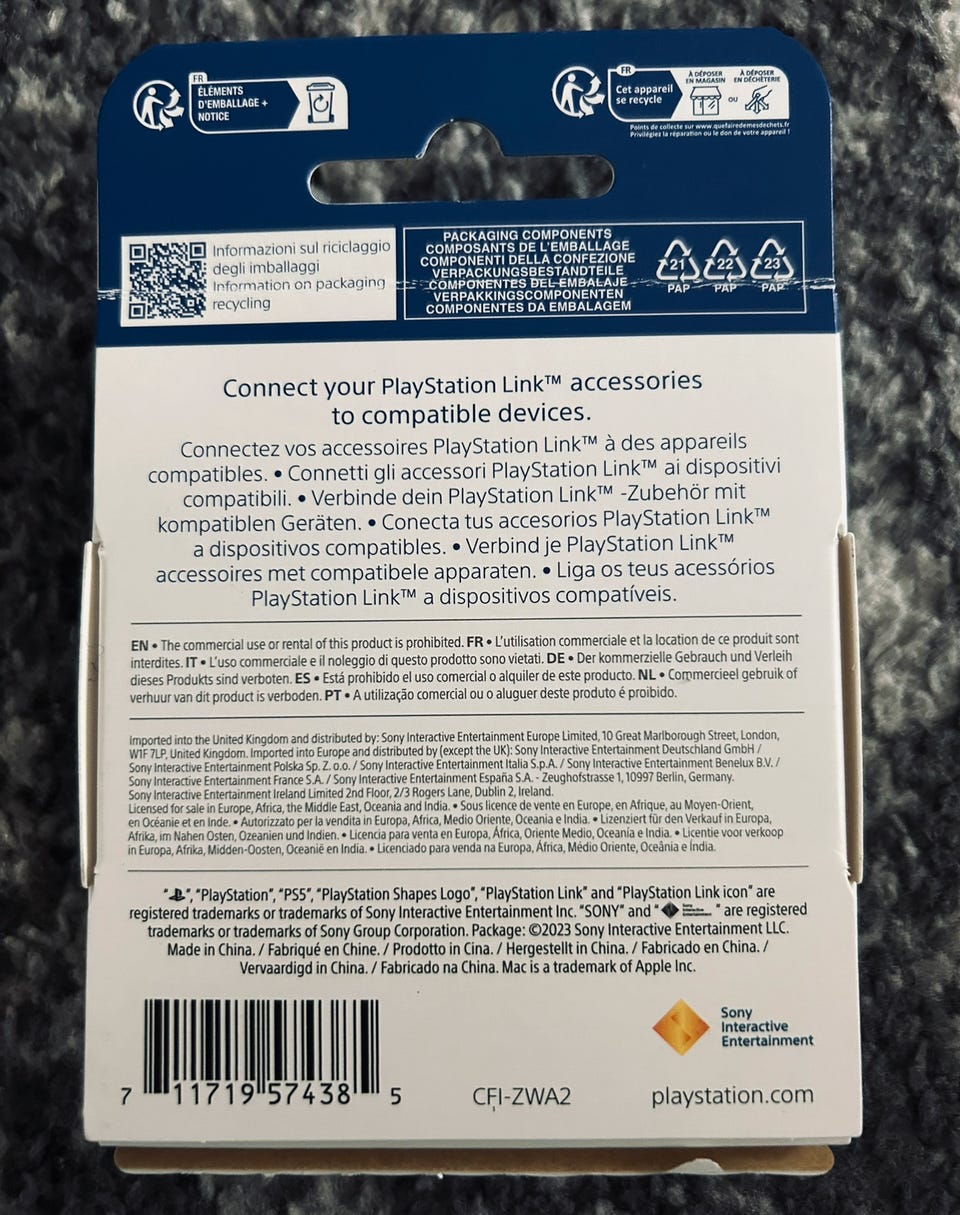 FR
ÉLÉMENTS
D'EMBALLAGE +
NOTICE
FR
Cet appareil
se recycle
À DÉPOSER
EN MAGASIN
OU
À DÉPOSER
EN DÉCHÈTERIE
Points de collecte sur www.quefairedemesdechets.fr
Privilégiez la réparation ou le don de votre appareil !
Informazioni sul riciclaggio
degli imballaggi
Information on packaging
recycling
PACKAGING COMPONENTS
COMPOSANTS DE L'EMBALLAGE
COMPONENTI DELLA CONFEZIONE
VERPACKUNGSBESTANDTEILE
COMPONENTES DEL EMBALAJE
VERPAKKINGSCOMPONENTEN
COMPONENTES DA EMBALAGEM
21 22 23
PAP PAP PAP
Connect your PlayStation Link™ accessories
to compatible devices.
Connectez vos accessoires PlayStation Link™ à des appareils
compatibles. • Connetti gli accessori PlayStation Link™ ai dispositivi
compatibili. • Verbinde dein PlayStation Link™ -Zubehör mit
kompatiblen Geräten. • Conecta tus accesorios PlayStation Link™
a dispositivos compatibles. • Verbind je PlayStation Link™
accessoires met compatibele apparaten. • Liga os teus acessórios
PlayStation Link™ a dispositivos compatíveis.
EN • The commercial use or rental of this product is prohibited. FR • L'utilisation commerciale et la location de ce produit sont
interdites. IT • L'uso commerciale e il noleggio di questo prodotto sono vietati. DE • Der kommerzielle Gebrauch und Verleih
dieses Produkts sind verboten. ES • Está prohibido el uso comercial o alquiler de este producto. NL • Commercieel gebruik of
verhuur van dit product is verboden. PT • A utilização comercial ou o aluguer deste produto é proibido.
Imported into the United Kingdom and distributed by: Sony Interactive Entertainment Europe Limited, 10 Great Marlborough Street, London,
W1F 7LP, United Kingdom. Imported into Europe and distributed by (except the UK): Sony Interactive Entertainment Deutschland GmbH /
Sony Interactive Entertainment Polska Sp. Z. o.o. / Sony Interactive Entertainment Italia S.p.A. / Sony Interactive Entertainment Benelux B.V. /
Sony Interactive Entertainment France S.A. / Sony Interactive Entertainment España S.A. - Zeughofstrasse 1, 10997 Berlin, Germany.
Sony Interactive Entertainment Ireland Limited 2nd Floor, 2/3 Rogers Lane, Dublin 2, Ireland.
Licensed for sale in Europe, Africa, the Middle East, Oceania and India. • Sous licence de vente en Europe, en Afrique, au Moyen-Orient,
en Océanie et en Inde. • Autorizzato per la vendita in Europa, Africa, Medio Oriente, Oceania e India. • Lizenziert für den Verkauf in Europa,
Afrika, im Nahen Osten, Ozeanien und Indien. • Licencia para venta en Europa, África, Oriente Medio, Oceanía e India. • Licentie voor verkoop
in Europa, Afrika, Midden-Oosten, Oceanië en India. • Licenciado para venda na Europa, África, Médio Oriente, Oceânia e Índia.
" ", "PlayStation", "PS5", "PlayStation Shapes Logo", "PlayStation Link" and "PlayStation Link icon" are
registered trademarks or trademarks of Sony Interactive Entertainment Inc. "SONY" and " Sony Interactive Entertainment " are registered
trademarks or trademarks of Sony Group Corporation. Package: ©2023 Sony Interactive Entertainment LLC.
Made in China. / Fabriqué en Chine. / Prodotto in Cina. / Hergestellt in China. / Fabricado en China. /
Vervaardigd in China. / Fabricado na China. Mac is a trademark of Apple Inc.
7 11719 57438 5
CFI-ZWA2
Sony
Interactive
Entertainment
playstation.com